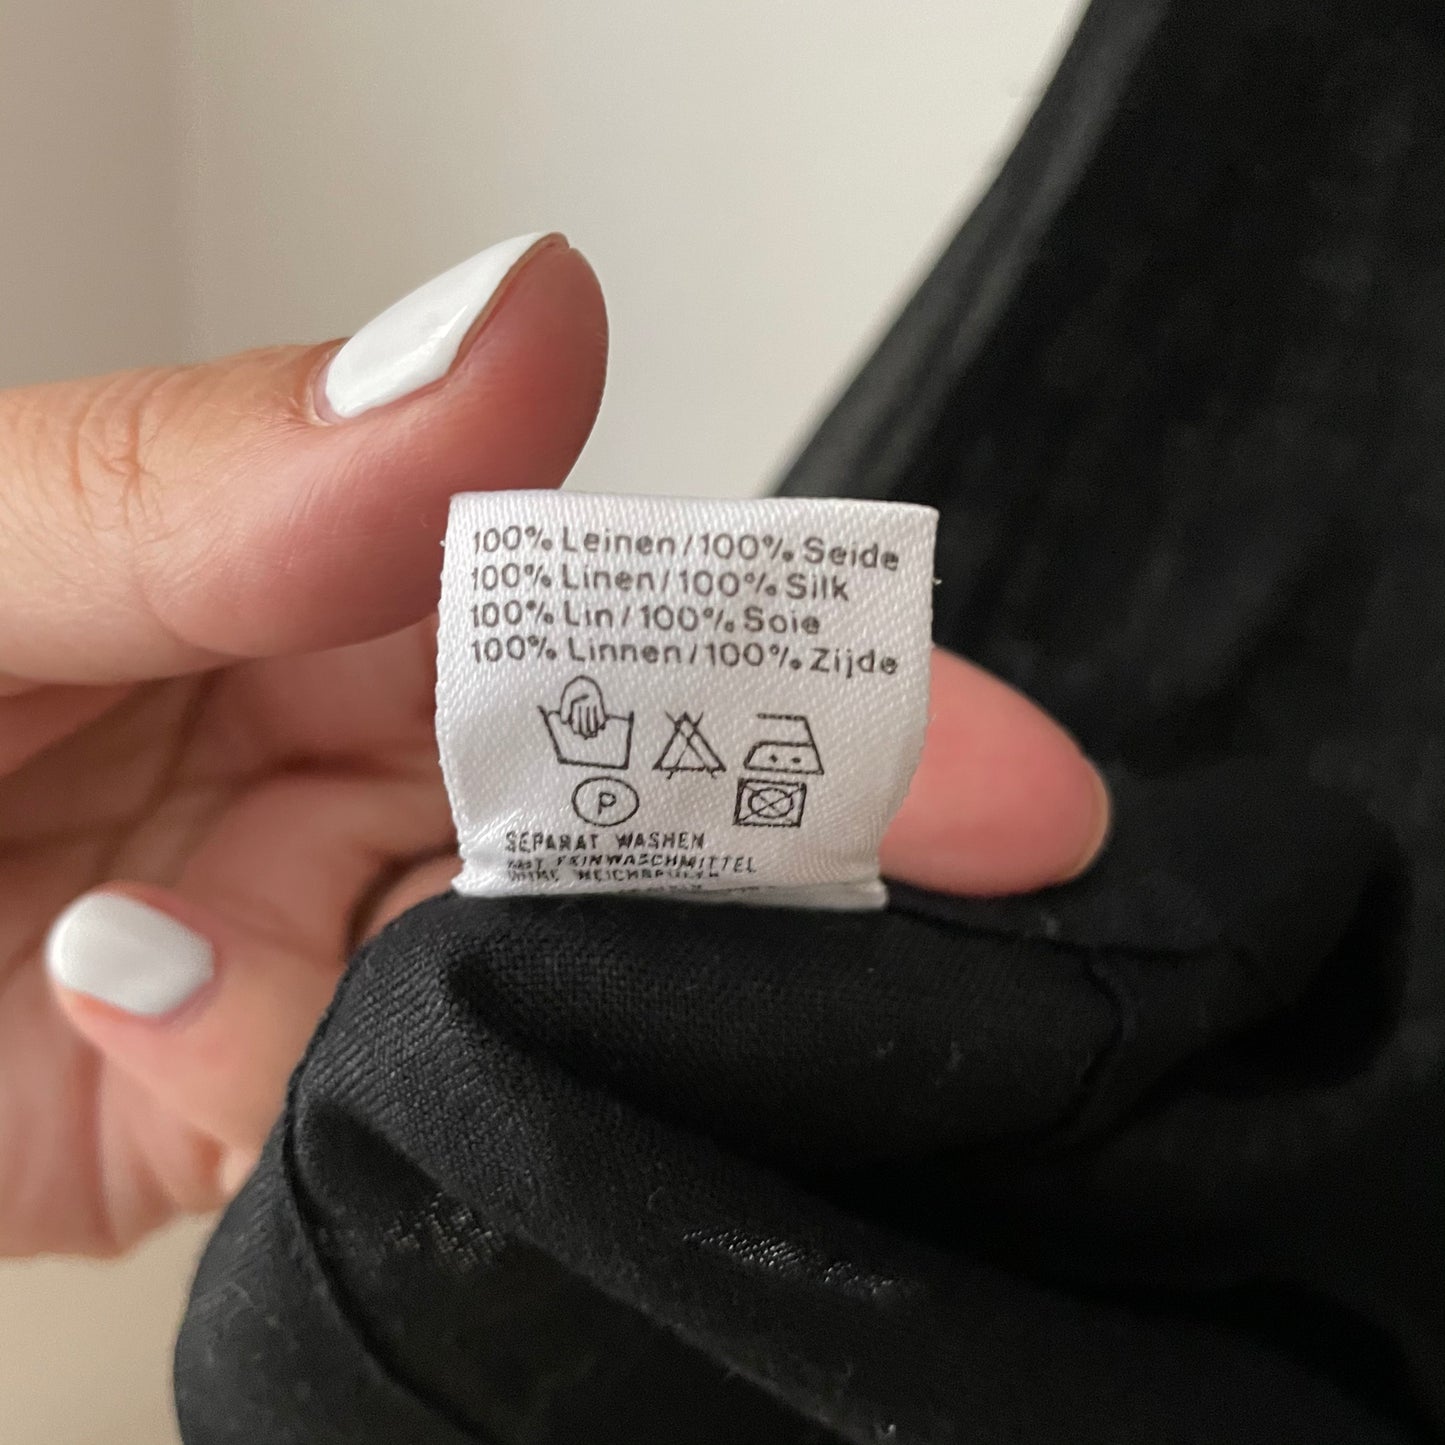 100% Leinen/100% Seide
100% Linen/100% Silk
100% Lin/100% Soie
100% Linnen/100% Zijde
P
SEPARAT WASHEN
MIT FEINWASCHMITTEL